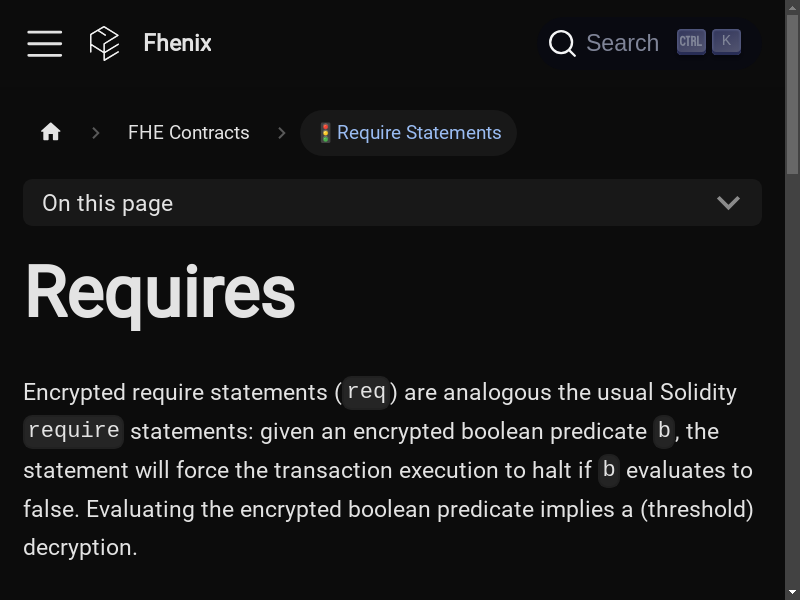 Fhenix
Search CTRL K
FHE Contracts
🚦Require Statements
On this page
Requires
Encrypted require statements (req) are analogous the usual Solidity
require statements: given an encrypted boolean predicate b, the
statement will force the transaction execution to halt if b evaluates to
false. Evaluating the encrypted boolean predicate implies a (threshold)
decryption.